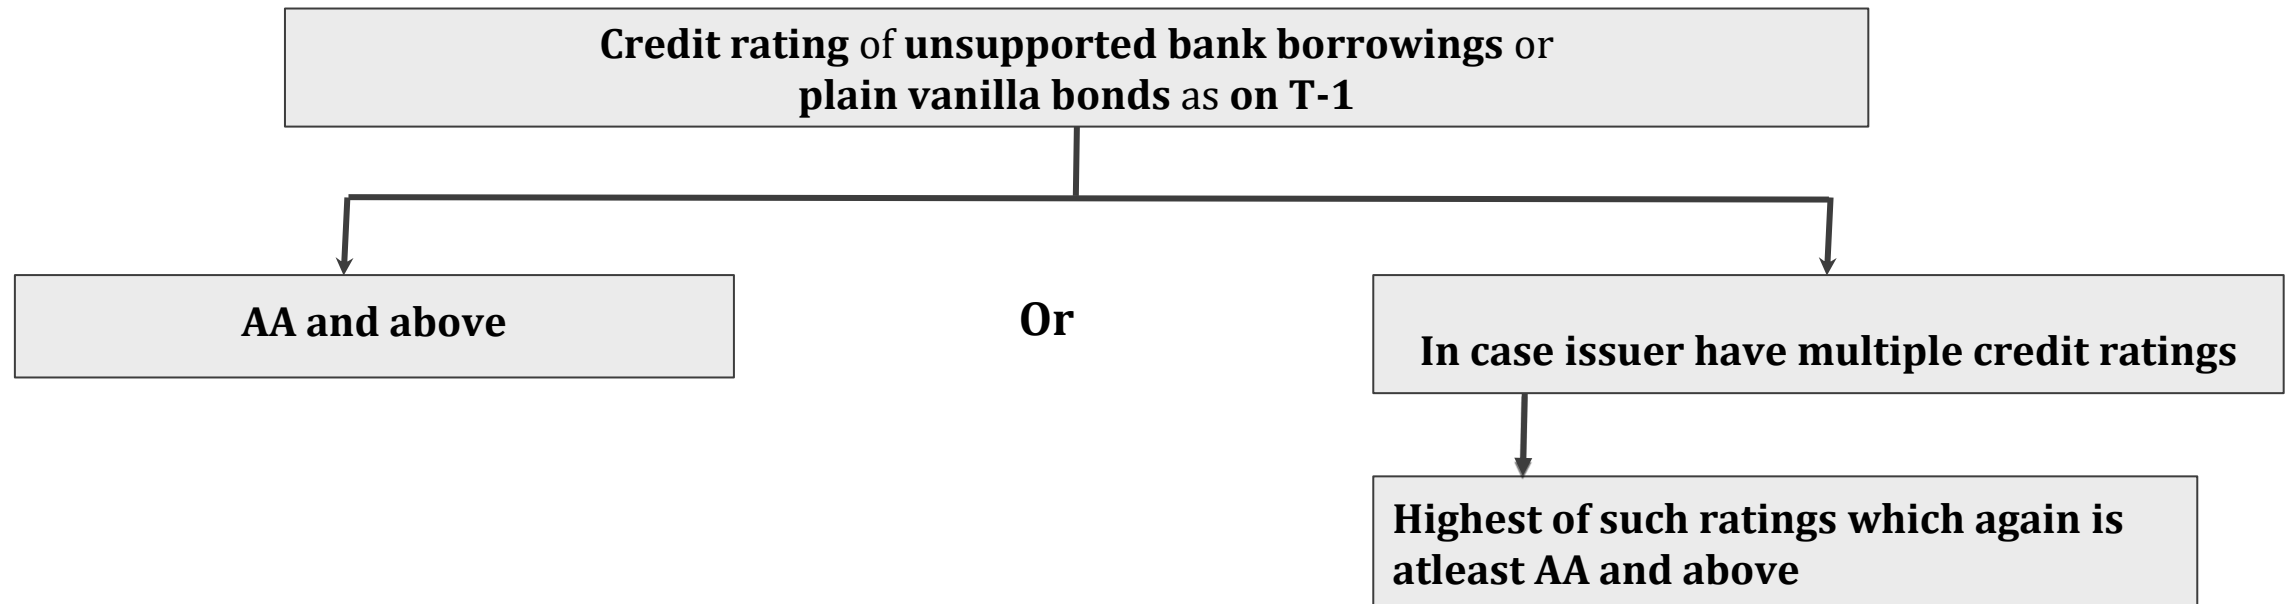 Credit rating of unsupported bank borrowings or
plain vanilla bonds as on T-1
AA and above
Or
In case issuer have multiple credit ratings
Highest of such ratings which again is
atleast AA and above